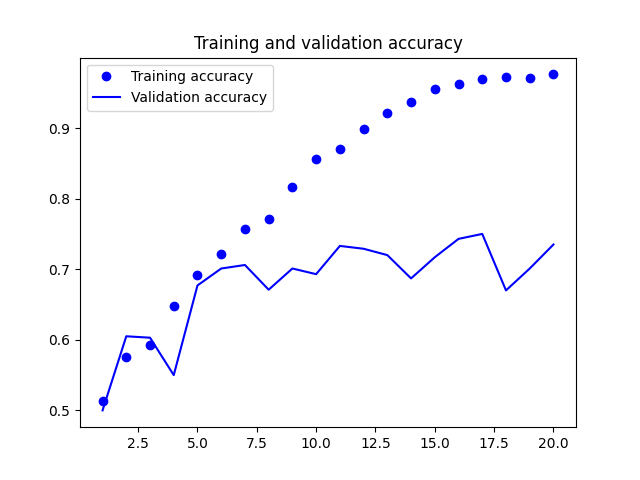 Training and validation accuracy
Training accuracy
Validation accuracy
0.9
0.8
0.7
0.6
0.5
2.5 5.0 7.5 10.0 12.5 15.0 17.5 20.0